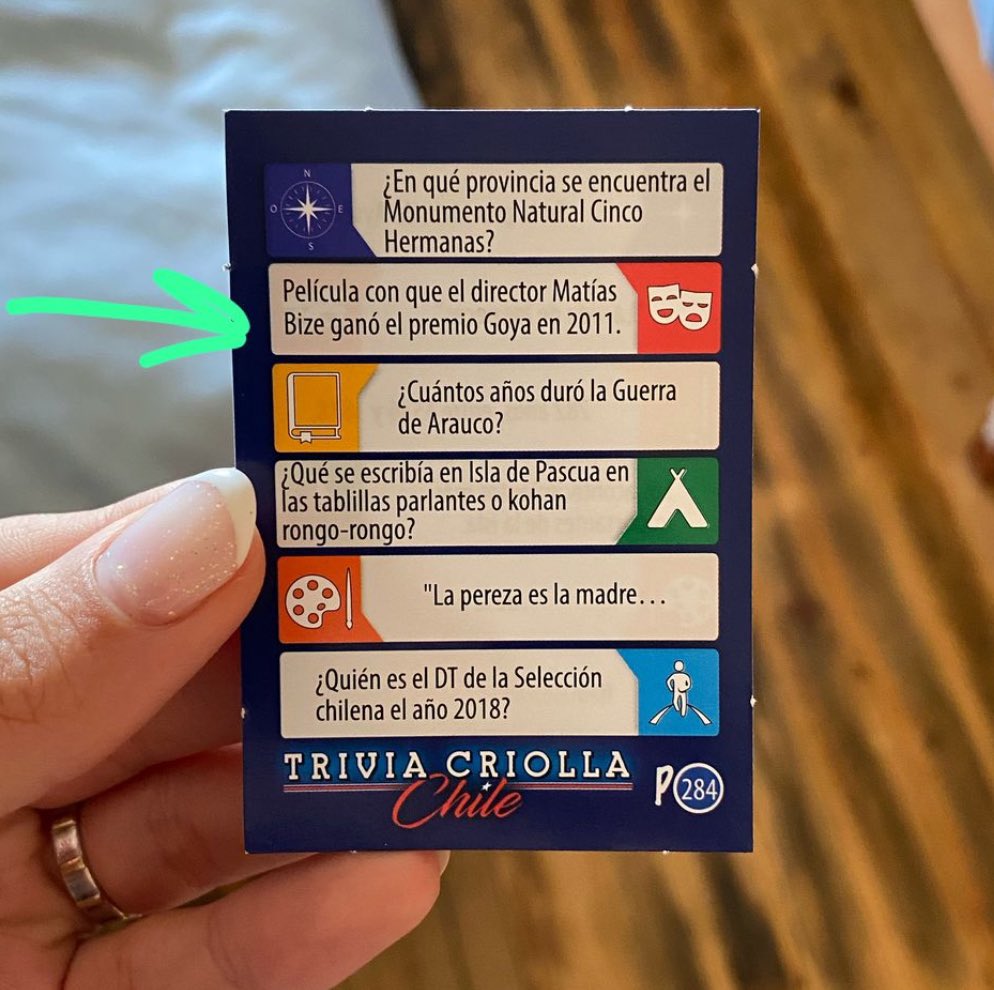 N
O E
S
¿En qué provincia se encuentra el
Monumento Natural Cinco
Hermanas?
Película con que el director Matías
Bize ganó el premio Goya en 2011.
¿Cuántos años duró la Guerra
de Arauco?
¿Qué se escribía en Isla de Pascua en
las tablillas parlantes o kohan
rongo-rongo?
"La pereza es la madre...
¿Quién es el DT de la Selección
chilena el año 2018?
TRIVIA CRIOLLA
Chile
P 284